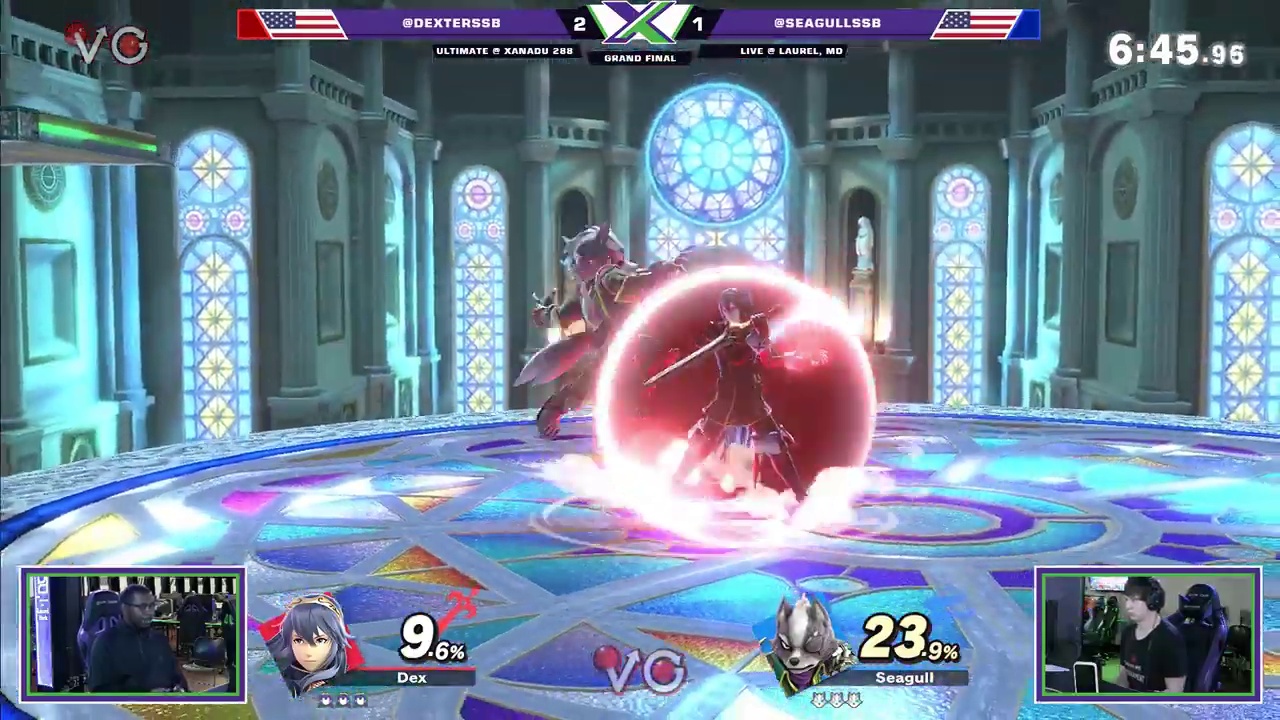 @DEXTERSSB 2 1 @SEAGULLSSB
ULTIMATE @ XANADU 288 GRAND FINAL LIVE @ LAUREL, MD
6:45.96
VG
9.6% 23.9%
Dex VG Seagull